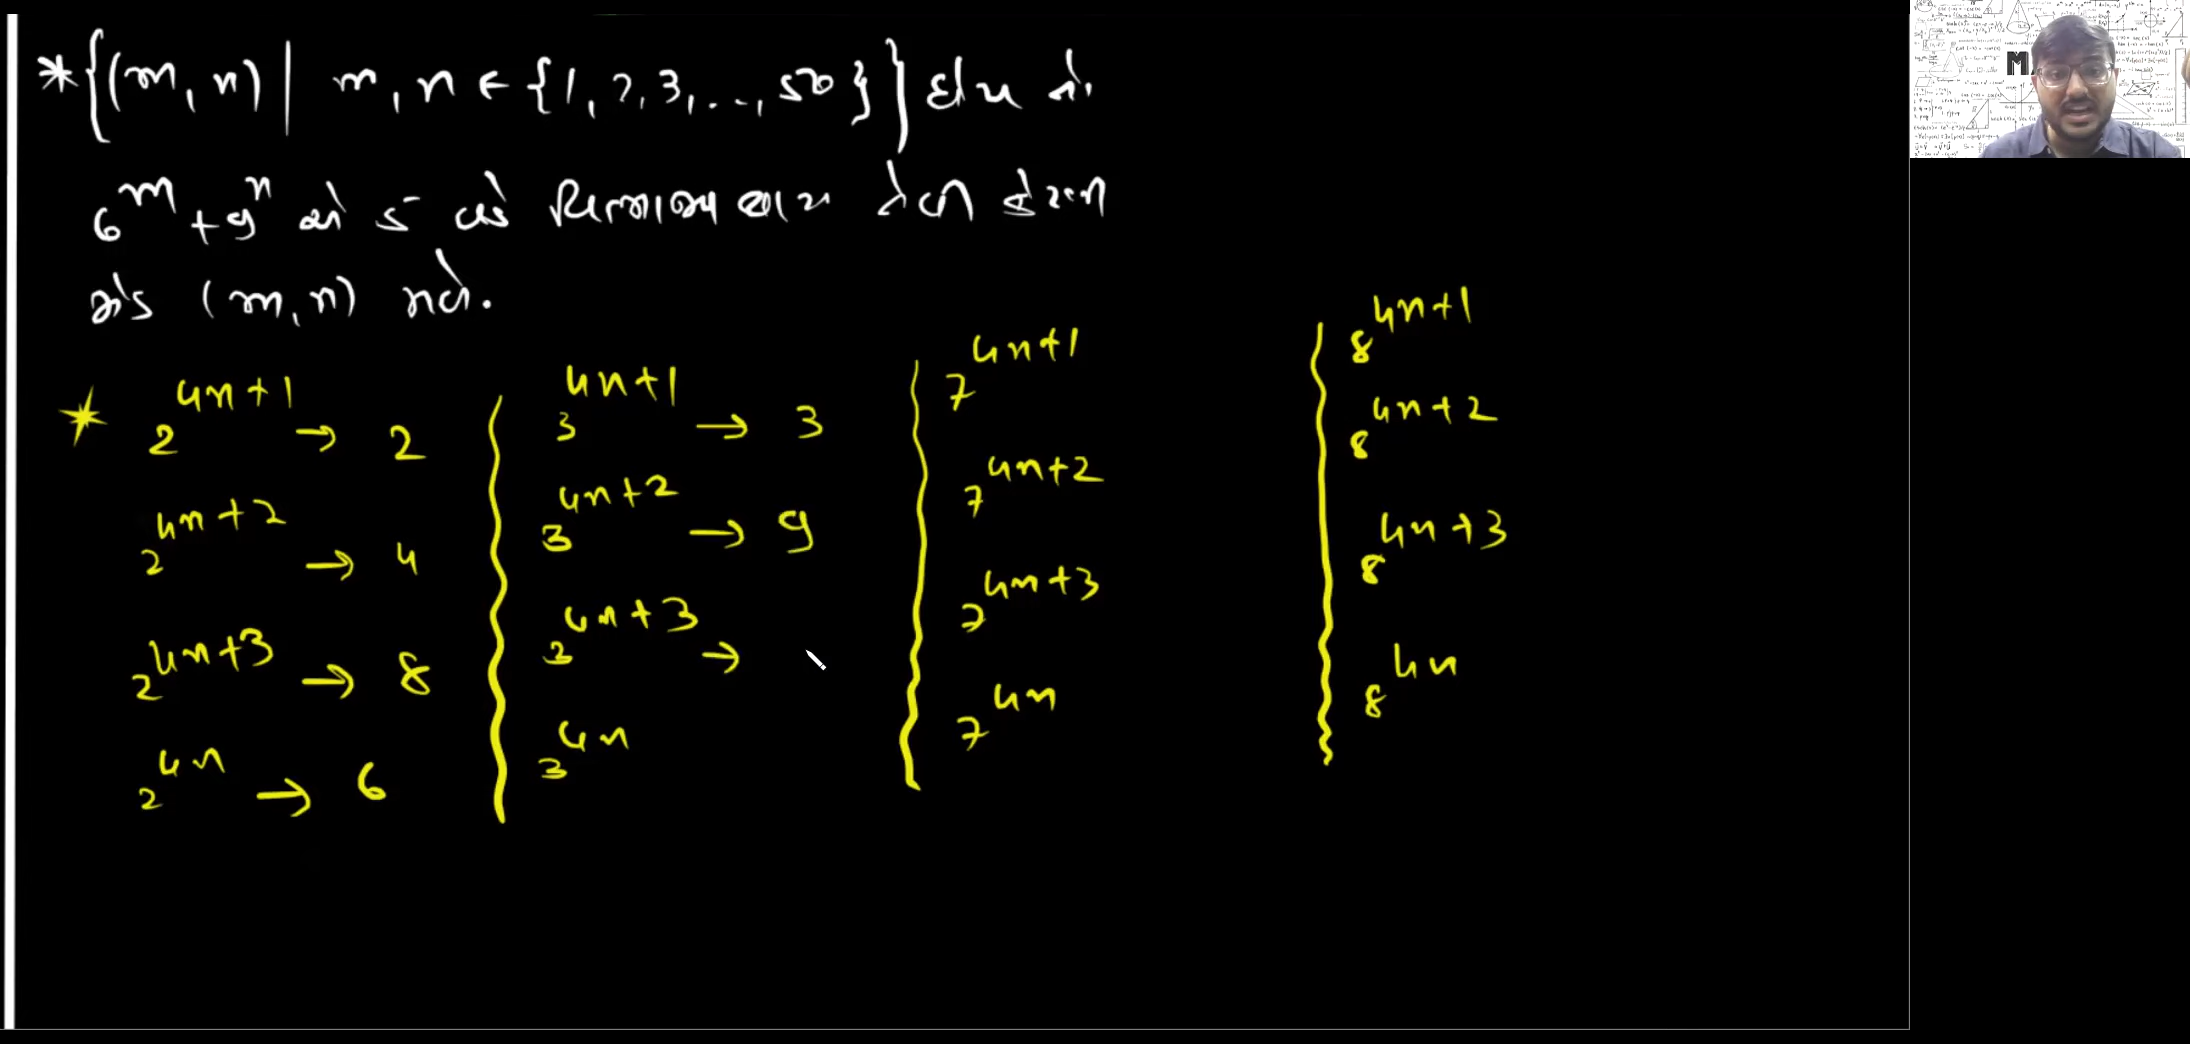 *{(m, n) | m, n ∈ {1, 2, 3, ..., 50}} હોય તો
6^m + 9^n એ 5 વડે વિભાજ્ય થાય તેવી કેટલી
જોડ (m, n) મળે.
* 2^{4n+1} → 2
2^{4n+2} → 4
2^{4n+3} → 8
2^{4n} → 6
3^{4n+1} → 3
3^{4n+2} → 9
3^{4n+3} →
3^{4n}
7^{4n+1}
7^{4n+2}
7^{4n+3}
7^{4n}
8^{4n+1}
8^{4n+2}
8^{4n+3}
8^{4n}